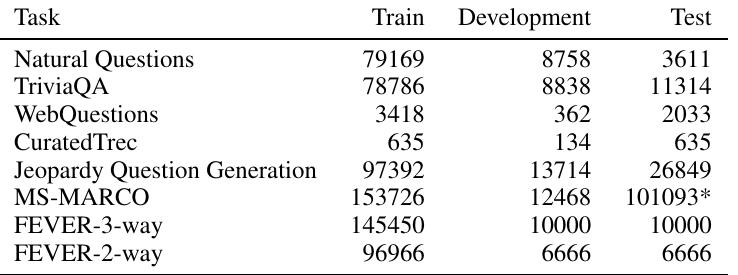 Task Train Development Test
Natural Questions 79169 8758 3611
TriviaQA 78786 8838 11314
WebQuestions 3418 362 2033
CuratedTrec 635 134 635
Jeopardy Question Generation 97392 13714 26849
MS-MARCO 153726 12468 101093*
FEVER-3-way 145450 10000 10000
FEVER-2-way 96966 6666 6666